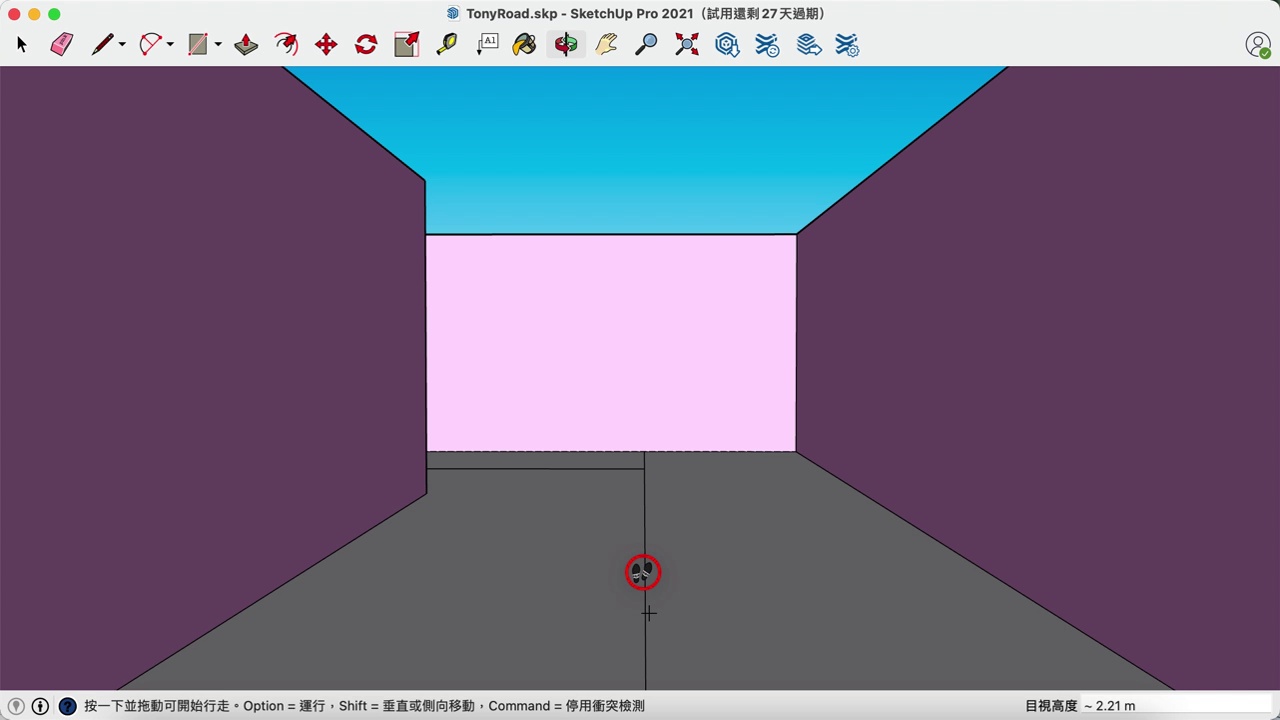 TonyRoad.skp - SketchUp Pro 2021（試用還剩 27 天過期）
A1
按一下並拖動可開始行走。Option = 運行，Shift = 垂直或側向移動，Command = 停用衝突檢測
目視高度 ~ 2.21 m